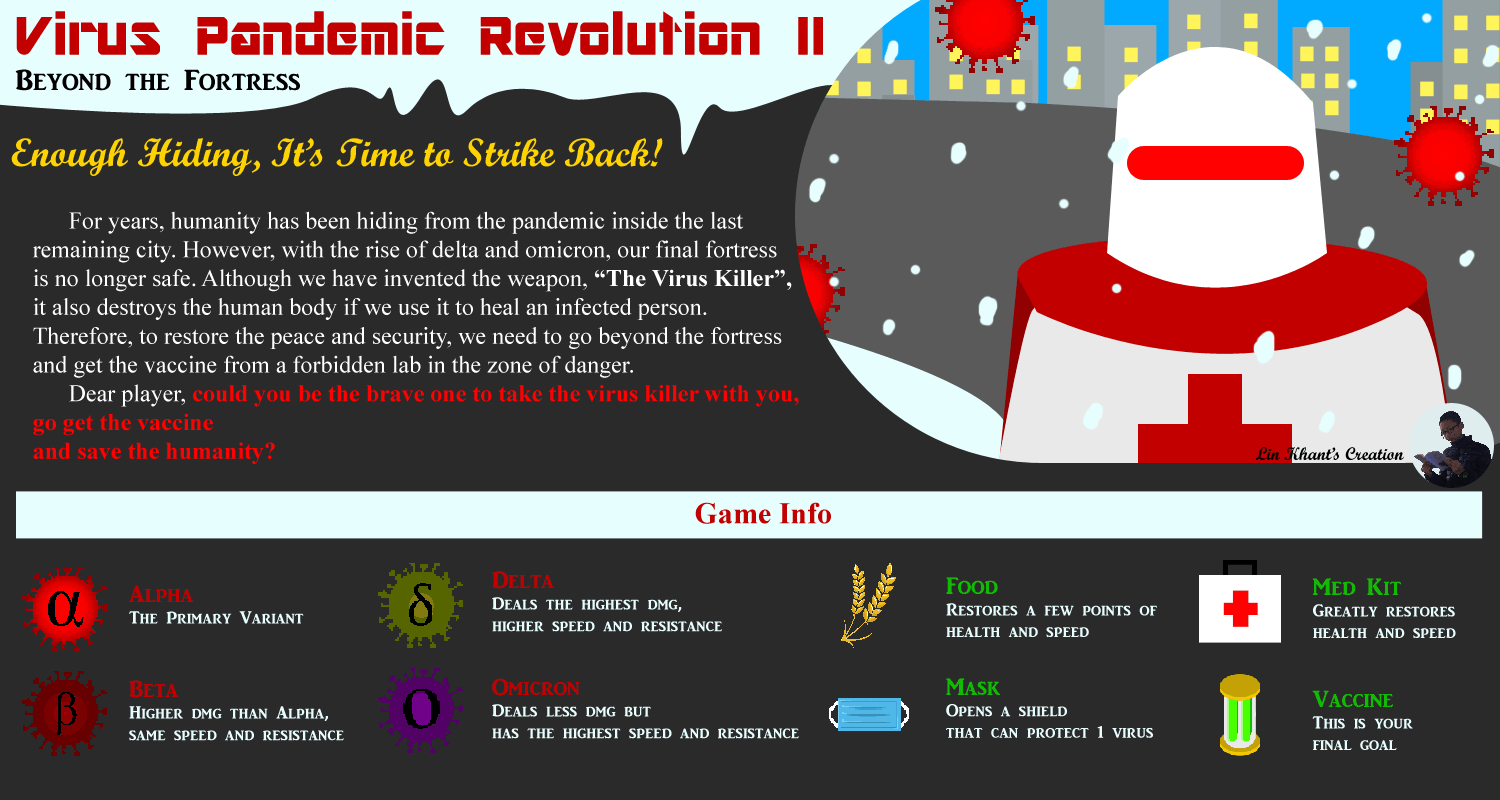 Virus Pandemic Revolution II
Beyond the Fortress
Enough Hiding, It's Time to Strike Back!
For years, humanity has been hiding from the pandemic inside the last
remaining city. However, with the rise of delta and omicron, our final fortress
is no longer safe. Although we have invented the weapon, “The Virus Killer”,
it also destroys the human body if we use it to heal an infected person.
Therefore, to restore the peace and security, we need to go beyond the fortress
and get the vaccine from a forbidden lab in the zone of danger.
Dear player, could you be the brave one to take the virus killer with you,
go get the vaccine
and save the humanity?
Lin Khant's Creation
Game Info
α
Alpha
The Primary Variant
δ
Delta
Deals the highest dmg,
higher speed and resistance
Food
Restores a few points of
health and speed
Med Kit
Greatly restores
health and speed
β
Beta
Higher dmg than Alpha,
same speed and resistance
Ο
Omicron
Deals less dmg but
has the highest speed and resistance
Mask
Opens a shield
that can protect 1 virus
Vaccine
This is your
final goal